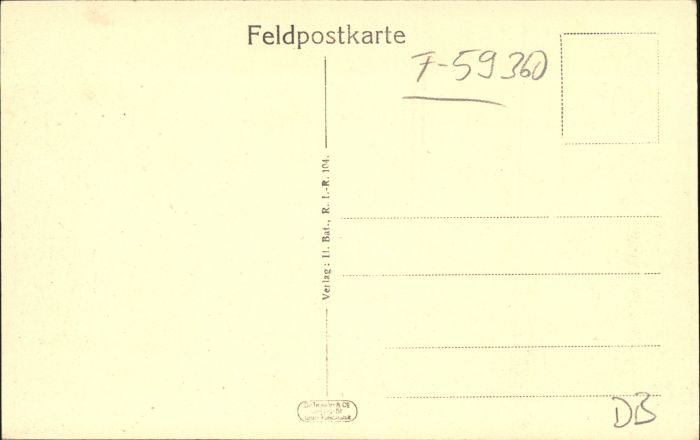 Feldpostkarte
F-59360
Verlag: II. Bat., R. I.-R. 104.
DB